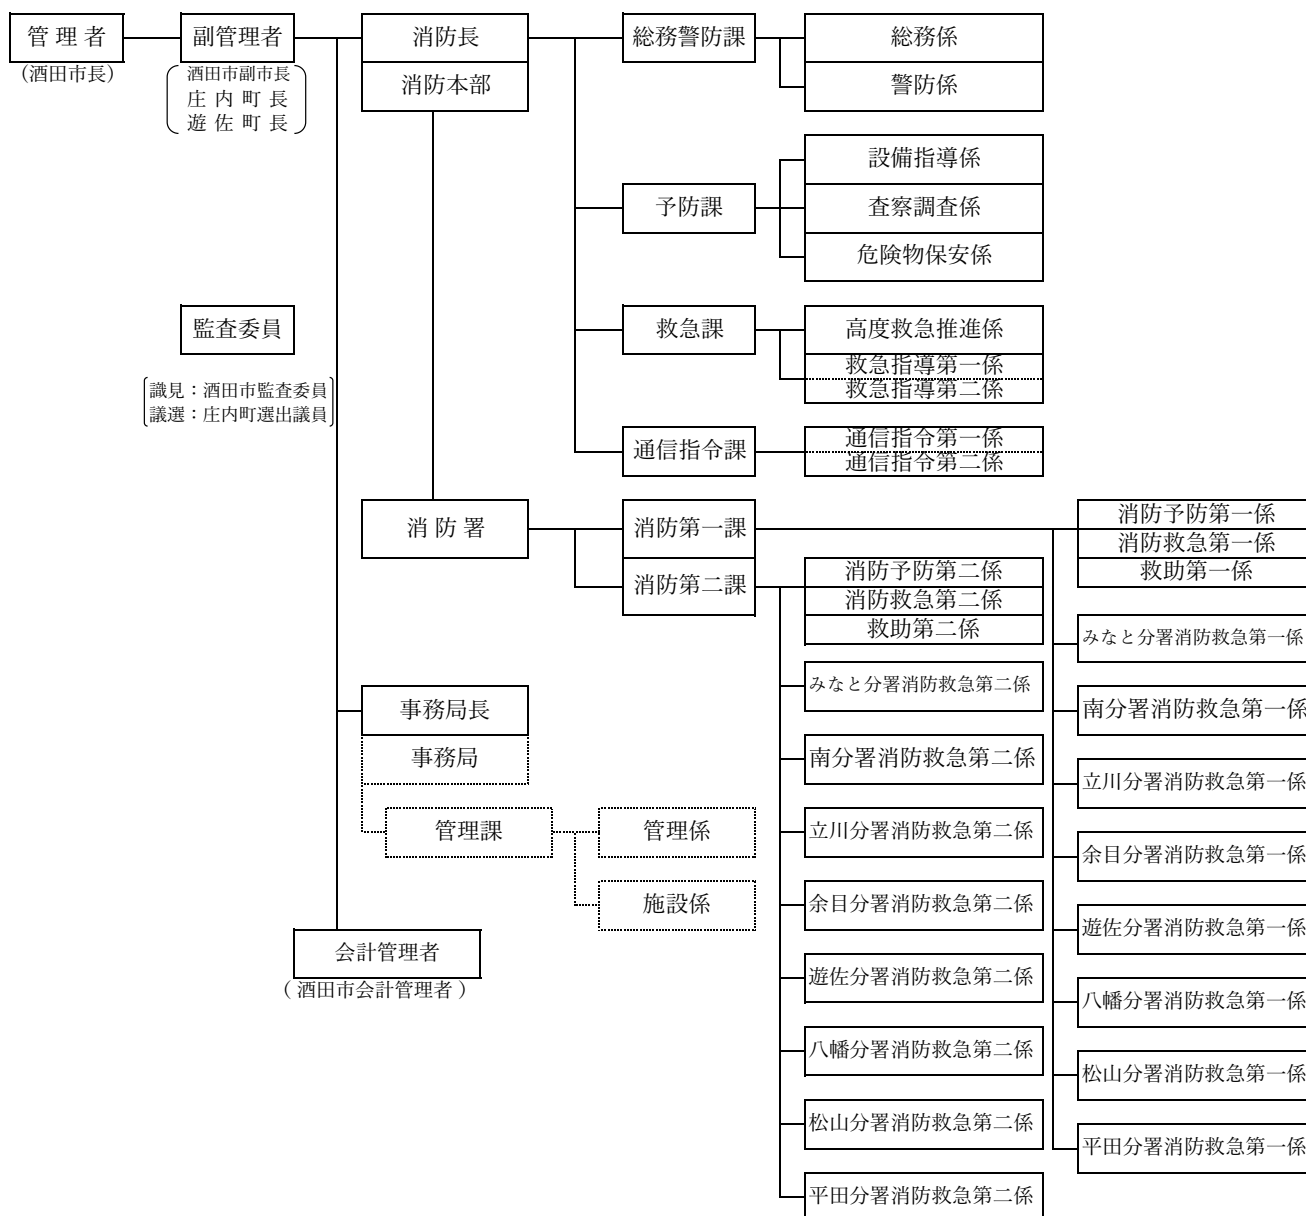 管 理 者
(酒田市長)
副管理者
酒田市副市長
庄 内 町 長
遊 佐 町 長
消防長
消防本部
総務警防課
総務係
警防係
予防課
設備指導係
査察調査係
危険物保安係
監査委員
識見：酒田市監査委員
議選：庄内町選出議員
救急課
高度救急推進係
救急指導第一係
救急指導第二係
通信指令課
通信指令第一係
通信指令第二係
消 防 署
消防第一課
消防予防第一係
消防救急第一係
救助第一係
みなと分署消防救急第一係
南分署消防救急第一係
立川分署消防救急第一係
余目分署消防救急第一係
遊佐分署消防救急第一係
八幡分署消防救急第一係
松山分署消防救急第一係
平田分署消防救急第一係
消防第二課
消防予防第二係
消防救急第二係
救助第二係
みなと分署消防救急第二係
南分署消防救急第二係
立川分署消防救急第二係
余目分署消防救急第二係
遊佐分署消防救急第二係
八幡分署消防救急第二係
松山分署消防救急第二係
平田分署消防救急第二係
事務局長
事務局
管理課
管理係
施設係
会計管理者
( 酒田市会計管理者 )